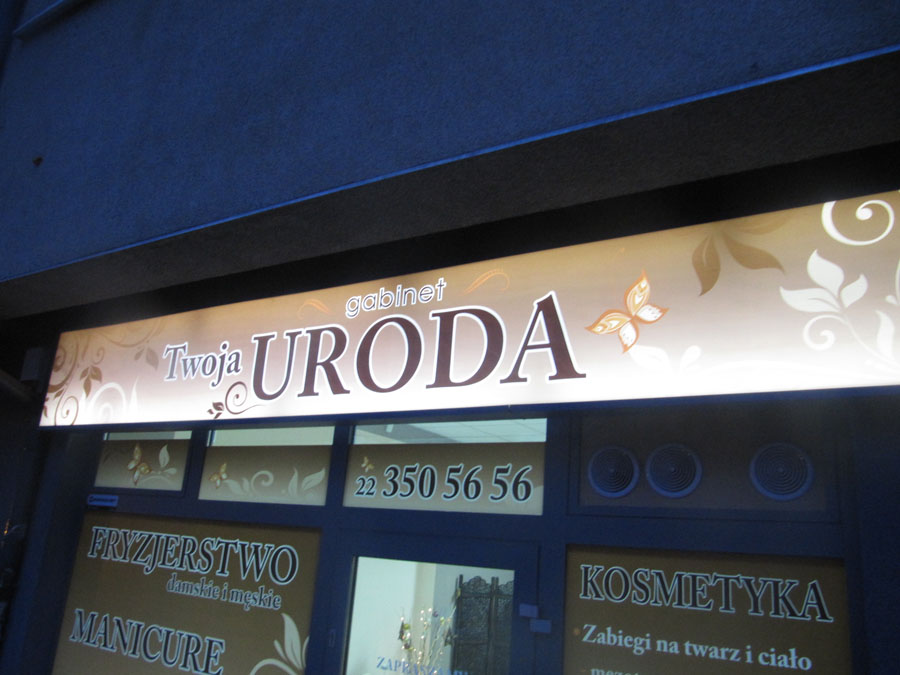 gabinet
Twoja URODA
22 350 56 56
FRYZJERSTWO
damskie i męskie
MANICURE
KOSMETYKA
Zabiegi na twarz i ciało